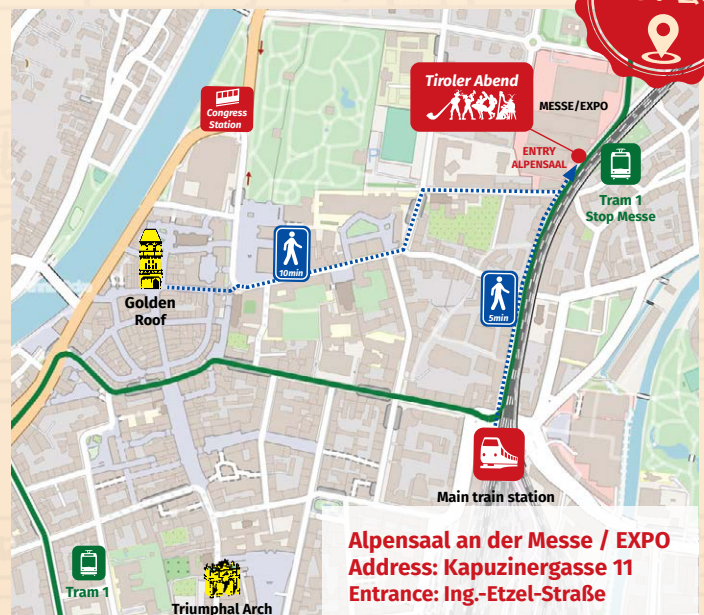 Congress
Station
Tiroler Abend
MESSE/EXPO
ENTRY
ALPENSAAL
Tram 1
Stop Messe
10min
Golden
Roof
5min
Main train station
Tram 1
Triumphal Arch
Alpensaal an der Messe / EXPO
Address: Kapuzinergasse 11
Entrance: Ing.-Etzel-Straße